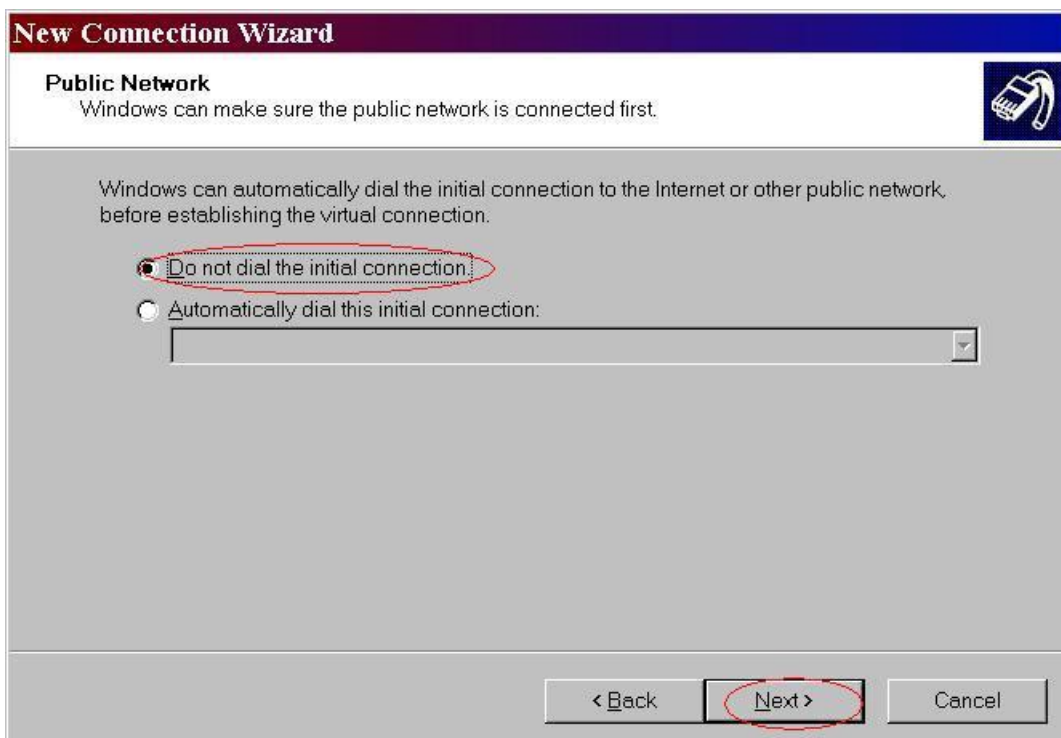 New Connection Wizard
Public Network
Windows can make sure the public network is connected first.
Windows can automatically dial the initial connection to the Internet or other public network,
before establishing the virtual connection.
Do not dial the initial connection.
Automatically dial this initial connection:
< Back
Next >
Cancel